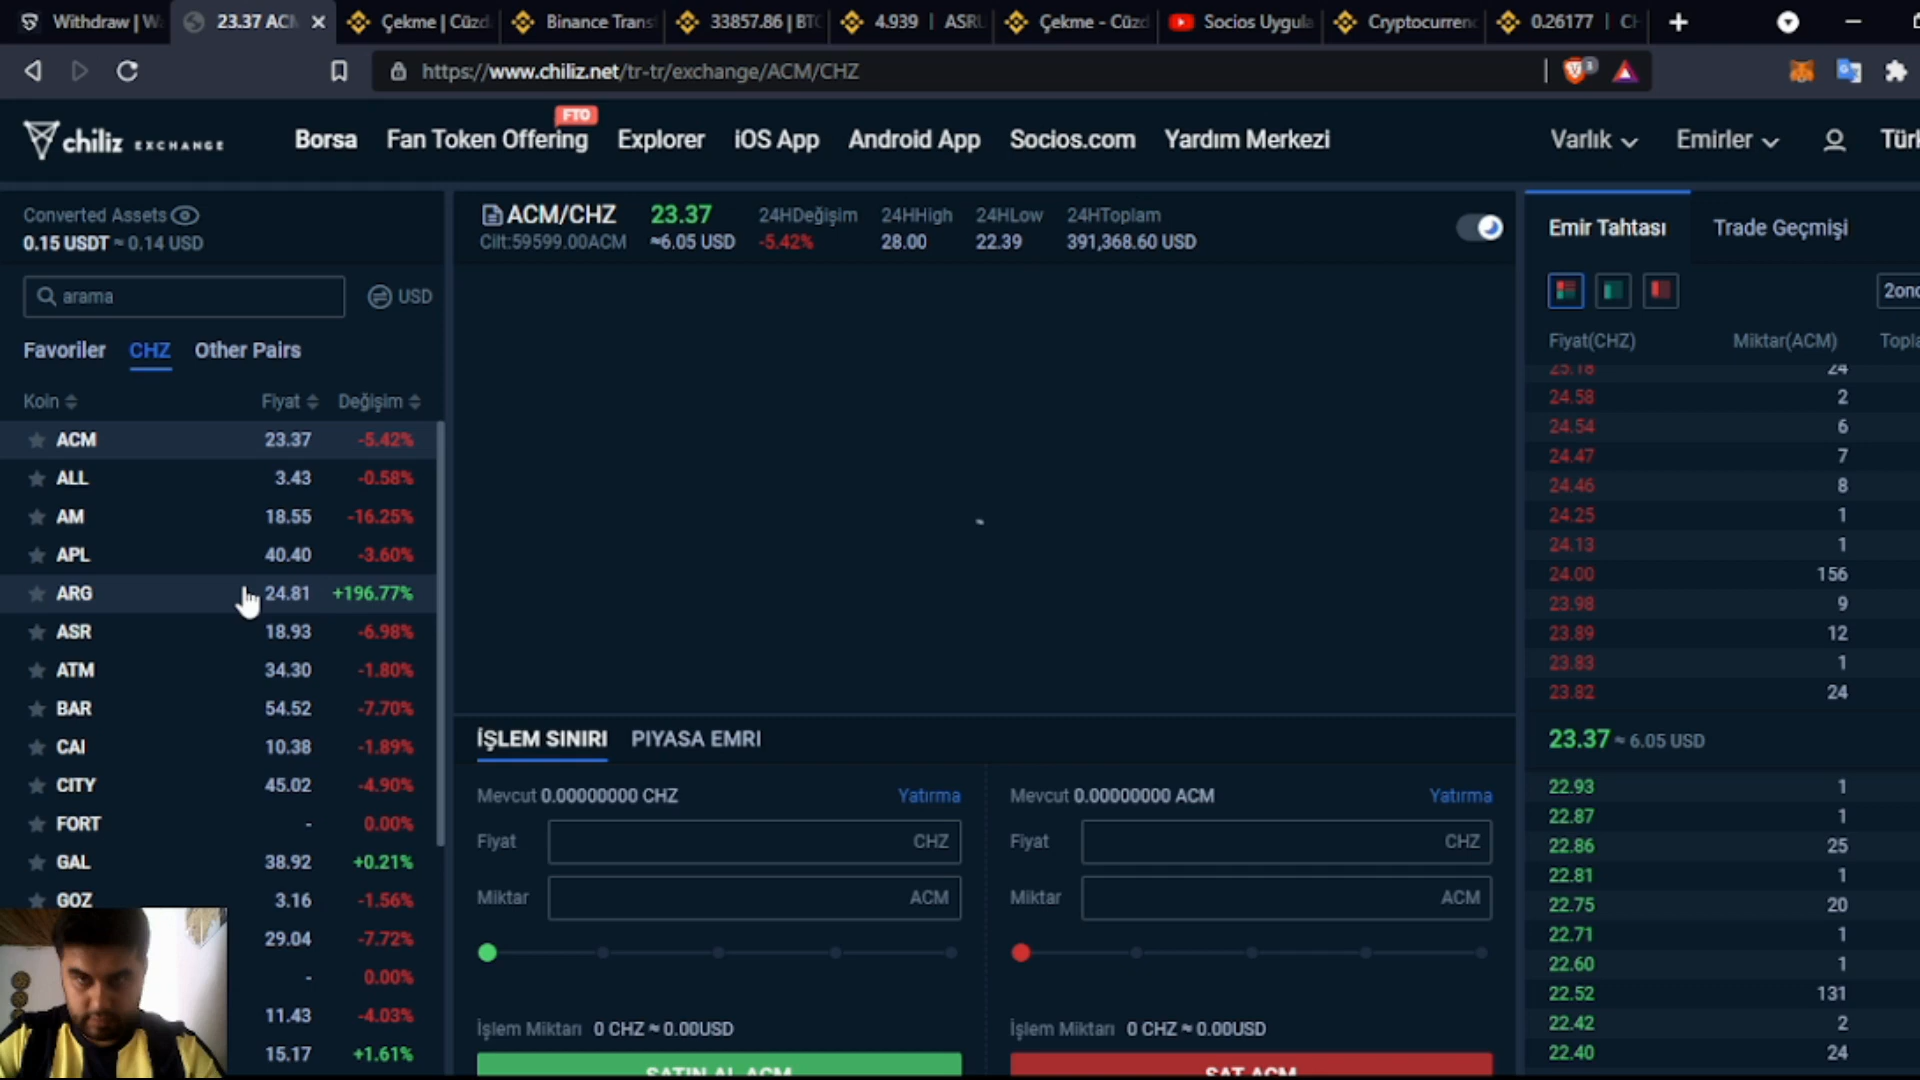 Withdraw | W
23.37 ACM
Çekme | Cüzd
Binance Trans
33857.86 | BTC
4.939 | ASR
Çekme - Cüzd
Socios Uygula
Cryptocurrenc
0.26177 | CH
https://www.chiliz.net/tr-tr/exchange/ACM/CHZ
3
chiliz EXCHANGE
Borsa
Fan Token Offering
FTO
Explorer
iOS App
Android App
Socios.com
Yardım Merkezi
Varlık
Emirler
Türk
Converted Assets
0.15 USDT ≈ 0.14 USD
arama
USD
Favoriler CHZ Other Pairs
Koin Fiyat Değişim
ACM 23.37 -5.42%
ALL 3.43 -0.58%
AM 18.55 -16.25%
APL 40.40 -3.60%
ARG 24.81 +196.77%
ASR 18.93 -6.98%
ATM 34.30 -1.80%
BAR 54.52 -7.70%
CAI 10.38 -1.89%
CITY 45.02 -4.90%
FORT - 0.00%
GAL 38.92 +0.21%
GOZ 3.16 -1.56%
29.04 -7.72%
- 0.00%
11.43 -4.03%
15.17 +1.61%
ACM/CHZ 23.37 24HDeğişim 24HHigh 24HLow 24HToplam
Cilt:59599.00ACM ≈6.05 USD -5.42% 28.00 22.39 391,368.60 USD
İŞLEM SINIRI PIYASA EMRI
Mevcut 0.00000000 CHZ Yatırma
Fiyat CHZ
Miktar ACM
İşlem Miktarı 0 CHZ ≈ 0.00USD
SATIN AL ACM
Mevcut 0.00000000 ACM Yatırma
Fiyat CHZ
Miktar ACM
İşlem Miktarı 0 CHZ ≈ 0.00USD
SAT ACM
Emir Tahtası Trade Geçmişi
2ond
Fiyat(CHZ) Miktar(ACM) Topla
25.18 24
24.58 2
24.54 6
24.47 7
24.46 8
24.25 1
24.13 1
24.00 156
23.98 9
23.89 12
23.83 1
23.82 24
23.37 ≈ 6.05 USD
22.93 1
22.87 1
22.86 25
22.81 1
22.75 20
22.71 1
22.60 1
22.52 131
22.42 2
22.40 24